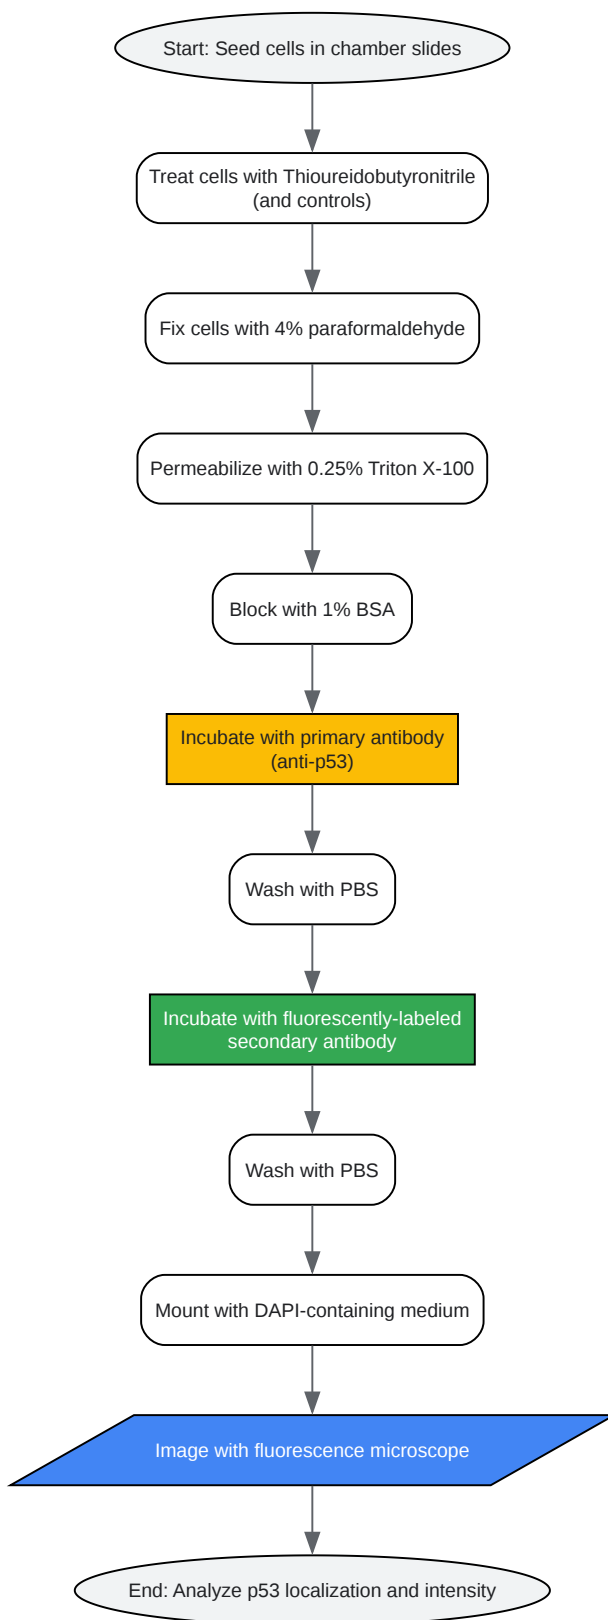 Start: Seed cells in chamber slides
Treat cells with Thioureidobutyronitrile
(and controls)
Fix cells with 4% paraformaldehyde
Permeabilize with 0.25% Triton X-100
Block with 1% BSA
Incubate with primary antibody
(anti-p53)
Wash with PBS
Incubate with fluorescently-labeled
secondary antibody
Wash with PBS
Mount with DAPI-containing medium
Image with fluorescence microscope
End: Analyze p53 localization and intensity